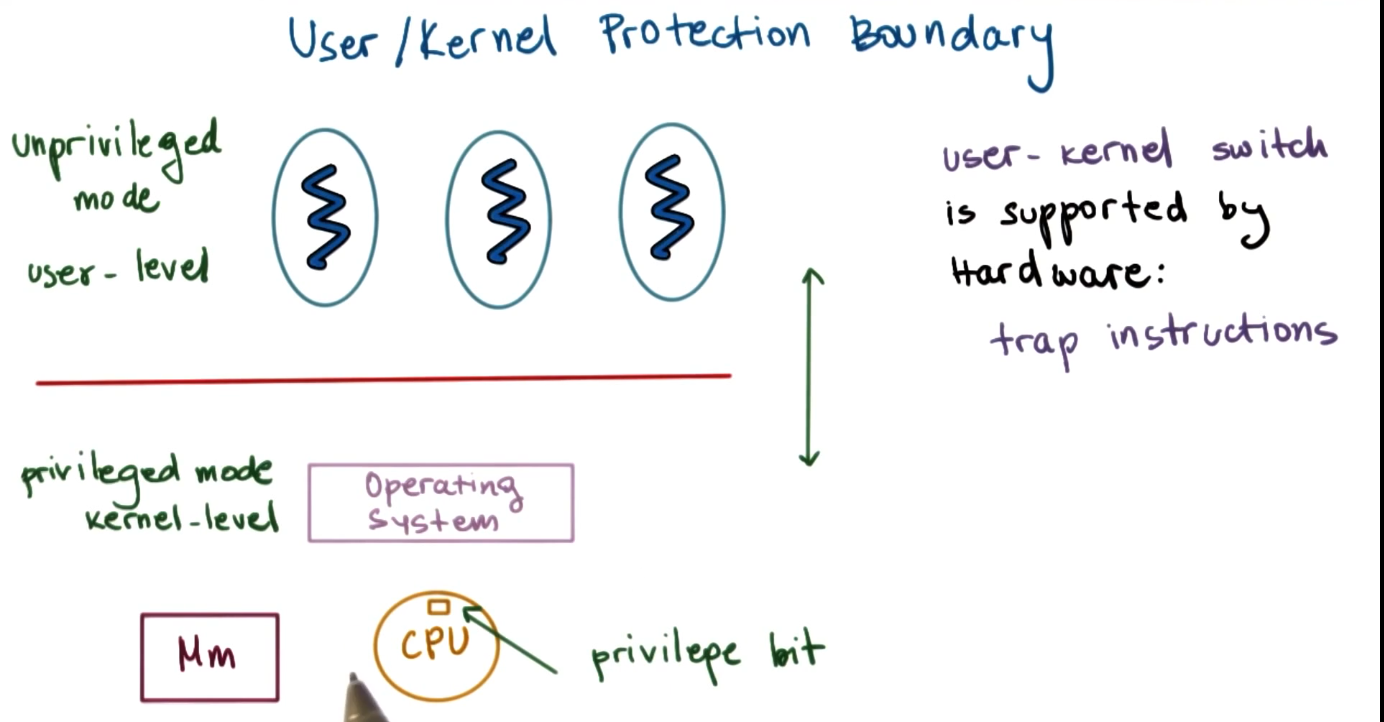 User/Kernel Protection Boundary
unprivileged
mode
user-level
user-kernel switch
is supported by
Hardware:
trap instructions
privileged mode
kernel-level
Operating
System
Mm
CPU
privilepe bit